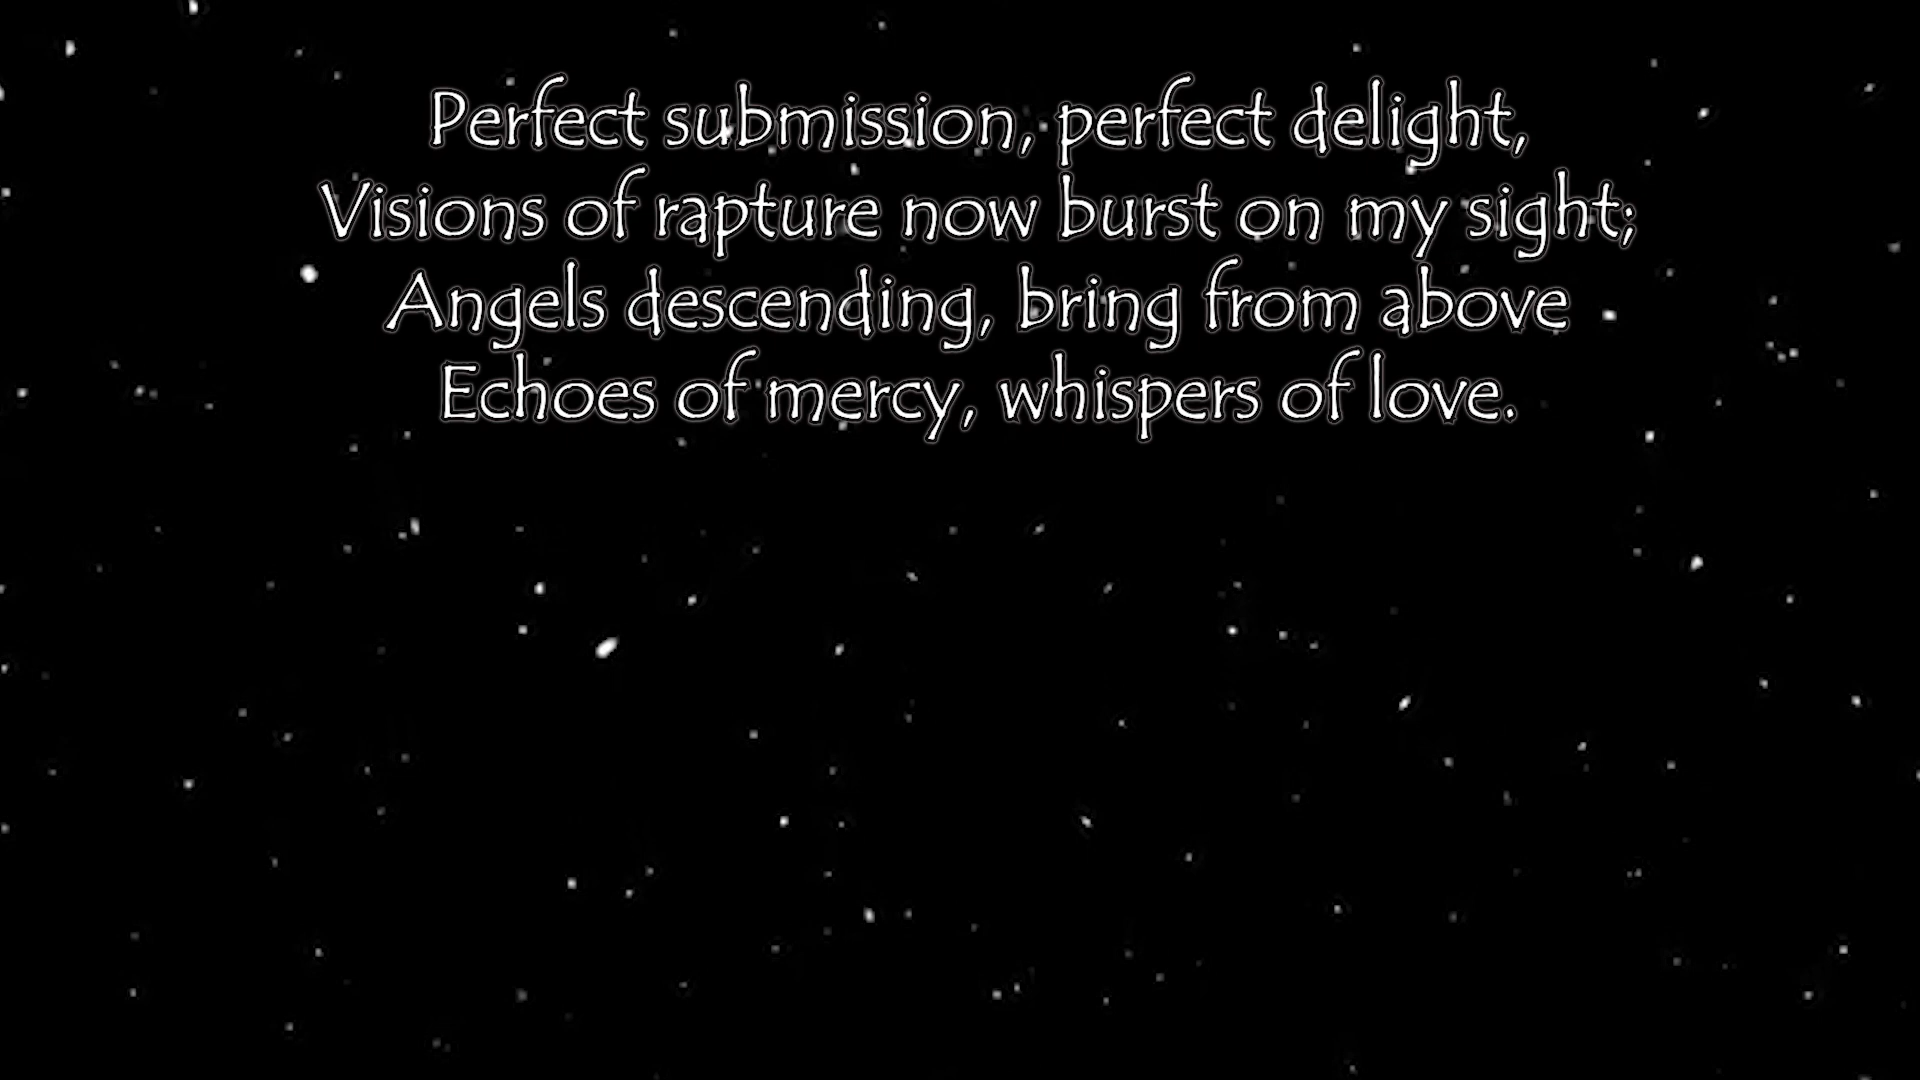 Perfect submission, perfect delight,
Visions of rapture now burst on my sight;
Angels descending, bring from above
Echoes of mercy, whispers of love.